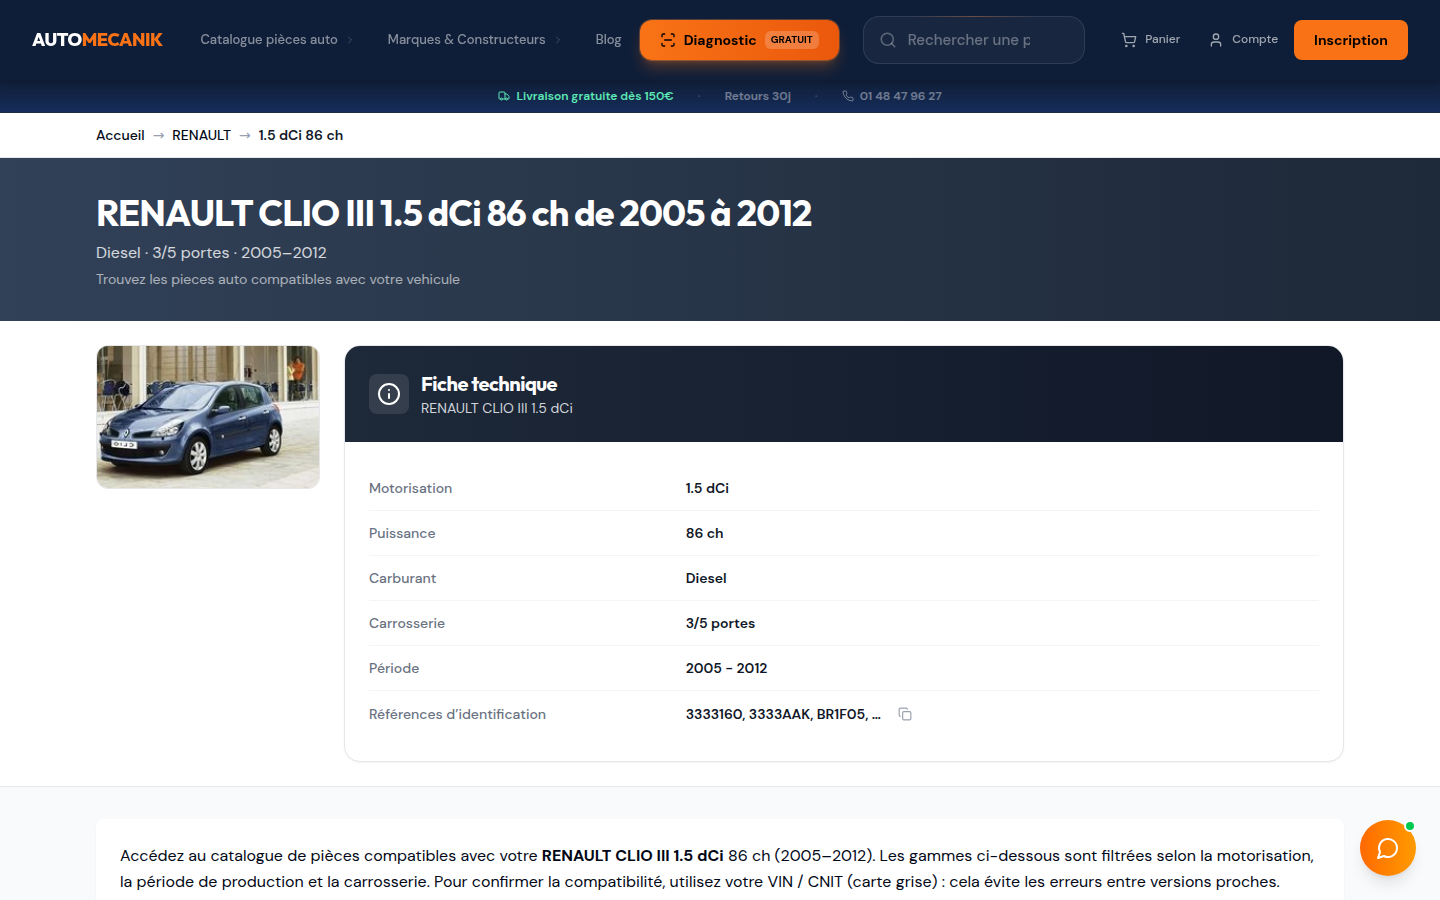 AUTOMECANIK
Catalogue pièces auto
Marques & Constructeurs
Blog
Diagnostic GRATUIT
Rechercher une p
Panier
Compte
Inscription
Livraison gratuite dès 150€ · Retours 30j · 01 48 47 96 27
Accueil → RENAULT → 1.5 dCi 86 ch
RENAULT CLIO III 1.5 dCi 86 ch de 2005 à 2012
Diesel · 3/5 portes · 2005–2012
Trouvez les pieces auto compatibles avec votre vehicule
Fiche technique
RENAULT CLIO III 1.5 dCi
Motorisation 1.5 dCi
Puissance 86 ch
Carburant Diesel
Carrosserie 3/5 portes
Période 2005 - 2012
Références d’identification 3333160, 3333AAK, BR1F05, ...
Accédez au catalogue de pièces compatibles avec votre RENAULT CLIO III 1.5 dCi 86 ch (2005–2012). Les gammes ci-dessous sont filtrées selon la motorisation,
la période de production et la carrosserie. Pour confirmer la compatibilité, utilisez votre VIN / CNIT (carte grise) : cela évite les erreurs entre versions proches.